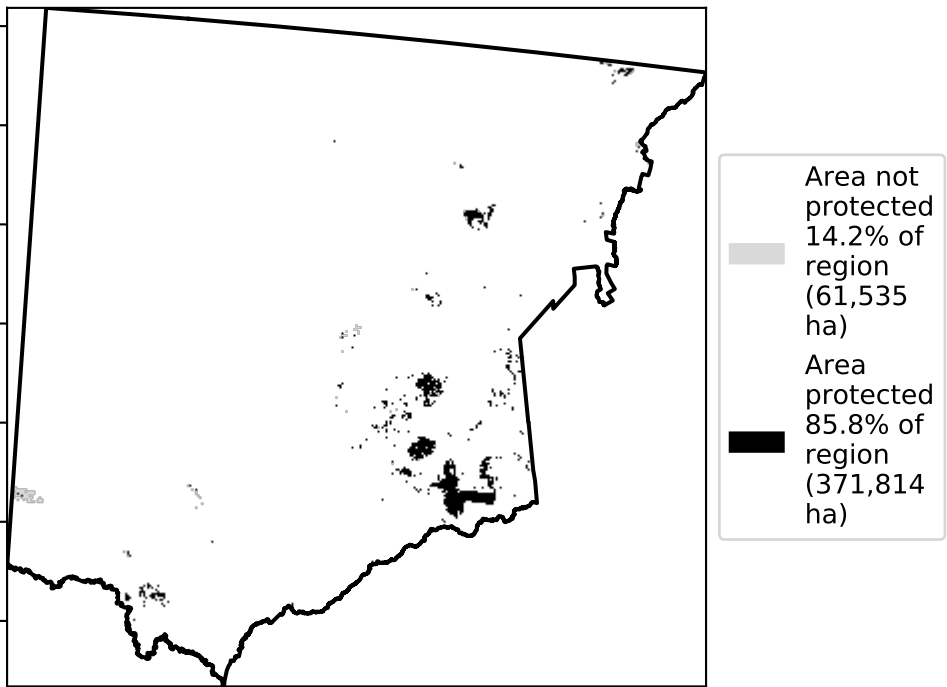 Area not
protected
14.2% of
region
(61,535
ha)
Area
protected
85.8% of
region
(371,814
ha)